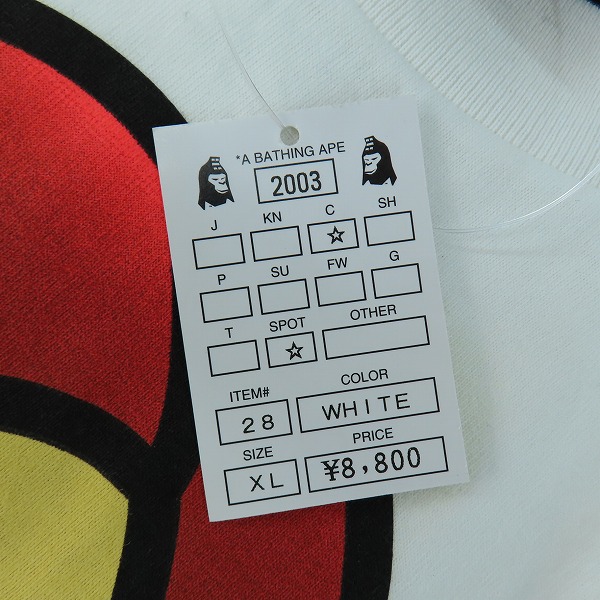 *A BATHING APE
2003
J KN C SH
☆
P SU FW G
T SPOT OTHER
☆
ITEM# COLOR
28 WHITE
SIZE PRICE
XL ¥8,800